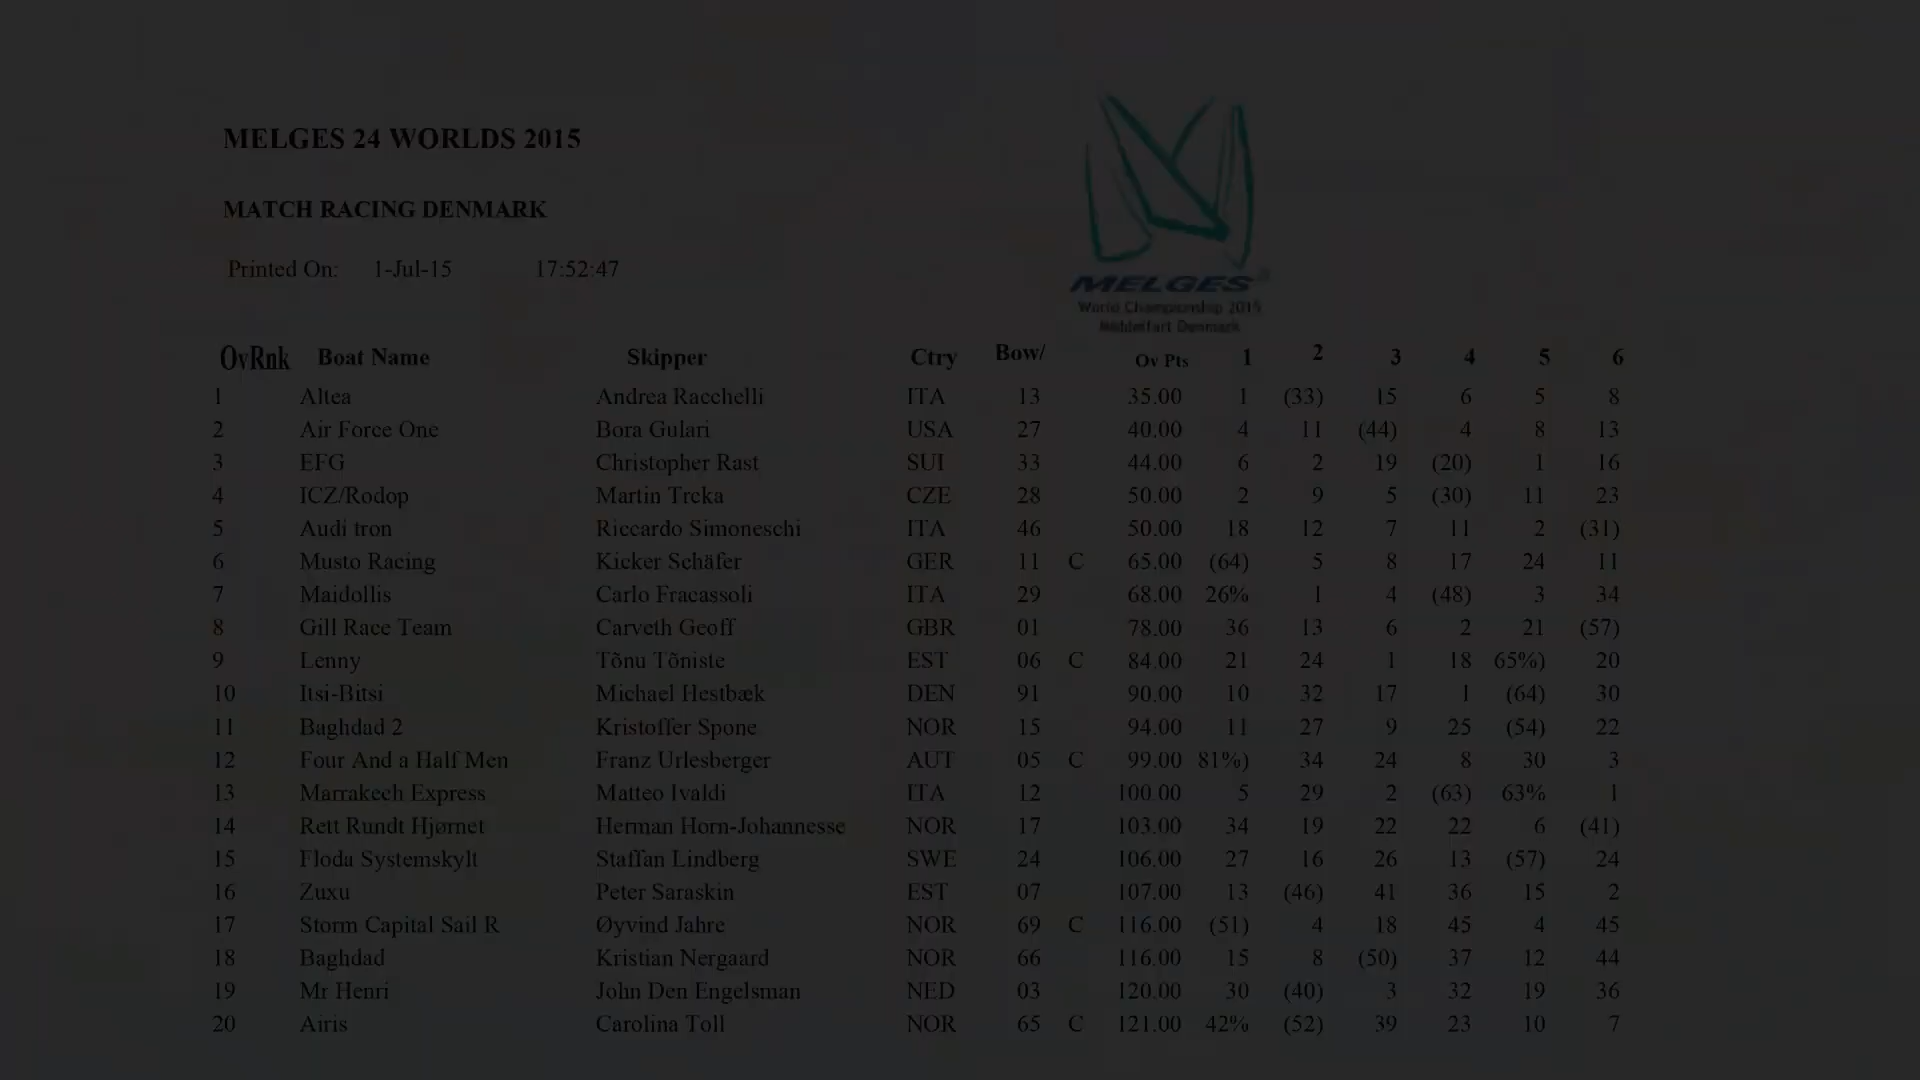 MELGES 24 WORLDS 2015
MATCH RACING DENMARK
Printed On: 1-Jul-15 17:52:47
MELGES
World Championship 2015
Middelfart Denmark
OvRnk Boat Name Skipper Ctry Bow/ Ov Pts 1 2 3 4 5 6
1 Altea Andrea Racchelli ITA 13 35.00 1 (33) 15 6 5 8
2 Air Force One Bora Gulari USA 27 40.00 4 11 (44) 4 8 13
3 EFG Christopher Rast SUI 33 44.00 6 2 19 (20) 1 16
4 ICZ/Rodop Martin Trcka CZE 28 50.00 2 9 5 (30) 11 23
5 Audi tron Riccardo Simoneschi ITA 46 50.00 18 12 7 11 2 (31)
6 Musto Racing Kicker Schäfer GER 11 C 65.00 (64) 5 8 17 24 11
7 Maidollis Carlo Fracassoli ITA 29 68.00 26% 1 4 (48) 3 34
8 Gill Race Team Carveth Geoff GBR 01 78.00 36 13 6 2 21 (57)
9 Lenny Tõnu Tõniste EST 06 C 84.00 21 24 1 18 65%) 20
10 Itsi-Bitsi Michael Hestbæk DEN 91 90.00 10 32 17 1 (64) 30
11 Baghdad 2 Kristoffer Spone NOR 15 94.00 11 27 9 25 (54) 22
12 Four And a Half Men Franz Urlesberger AUT 05 C 99.00 81%) 34 24 8 30 3
13 Marrakech Express Matteo Ivaldi ITA 12 100.00 5 29 2 (63) 63% 1
14 Rett Rundt Hjørnet Herman Horn-Johannesse NOR 17 103.00 34 19 22 22 6 (41)
15 Floda Systemskylt Staffan Lindberg SWE 24 106.00 27 16 26 13 (57) 24
16 Zuxu Peter Saraskin EST 07 107.00 13 (46) 41 36 15 2
17 Storm Capital Sail R Øyvind Jahre NOR 69 C 116.00 (51) 4 18 45 4 45
18 Baghdad Kristian Nergaard NOR 66 116.00 15 8 (50) 37 12 44
19 Mr Henri John Den Engelsman NED 03 120.00 30 (40) 3 32 19 36
20 Airis Carolina Toll NOR 65 C 121.00 42% (52) 39 23 10 7